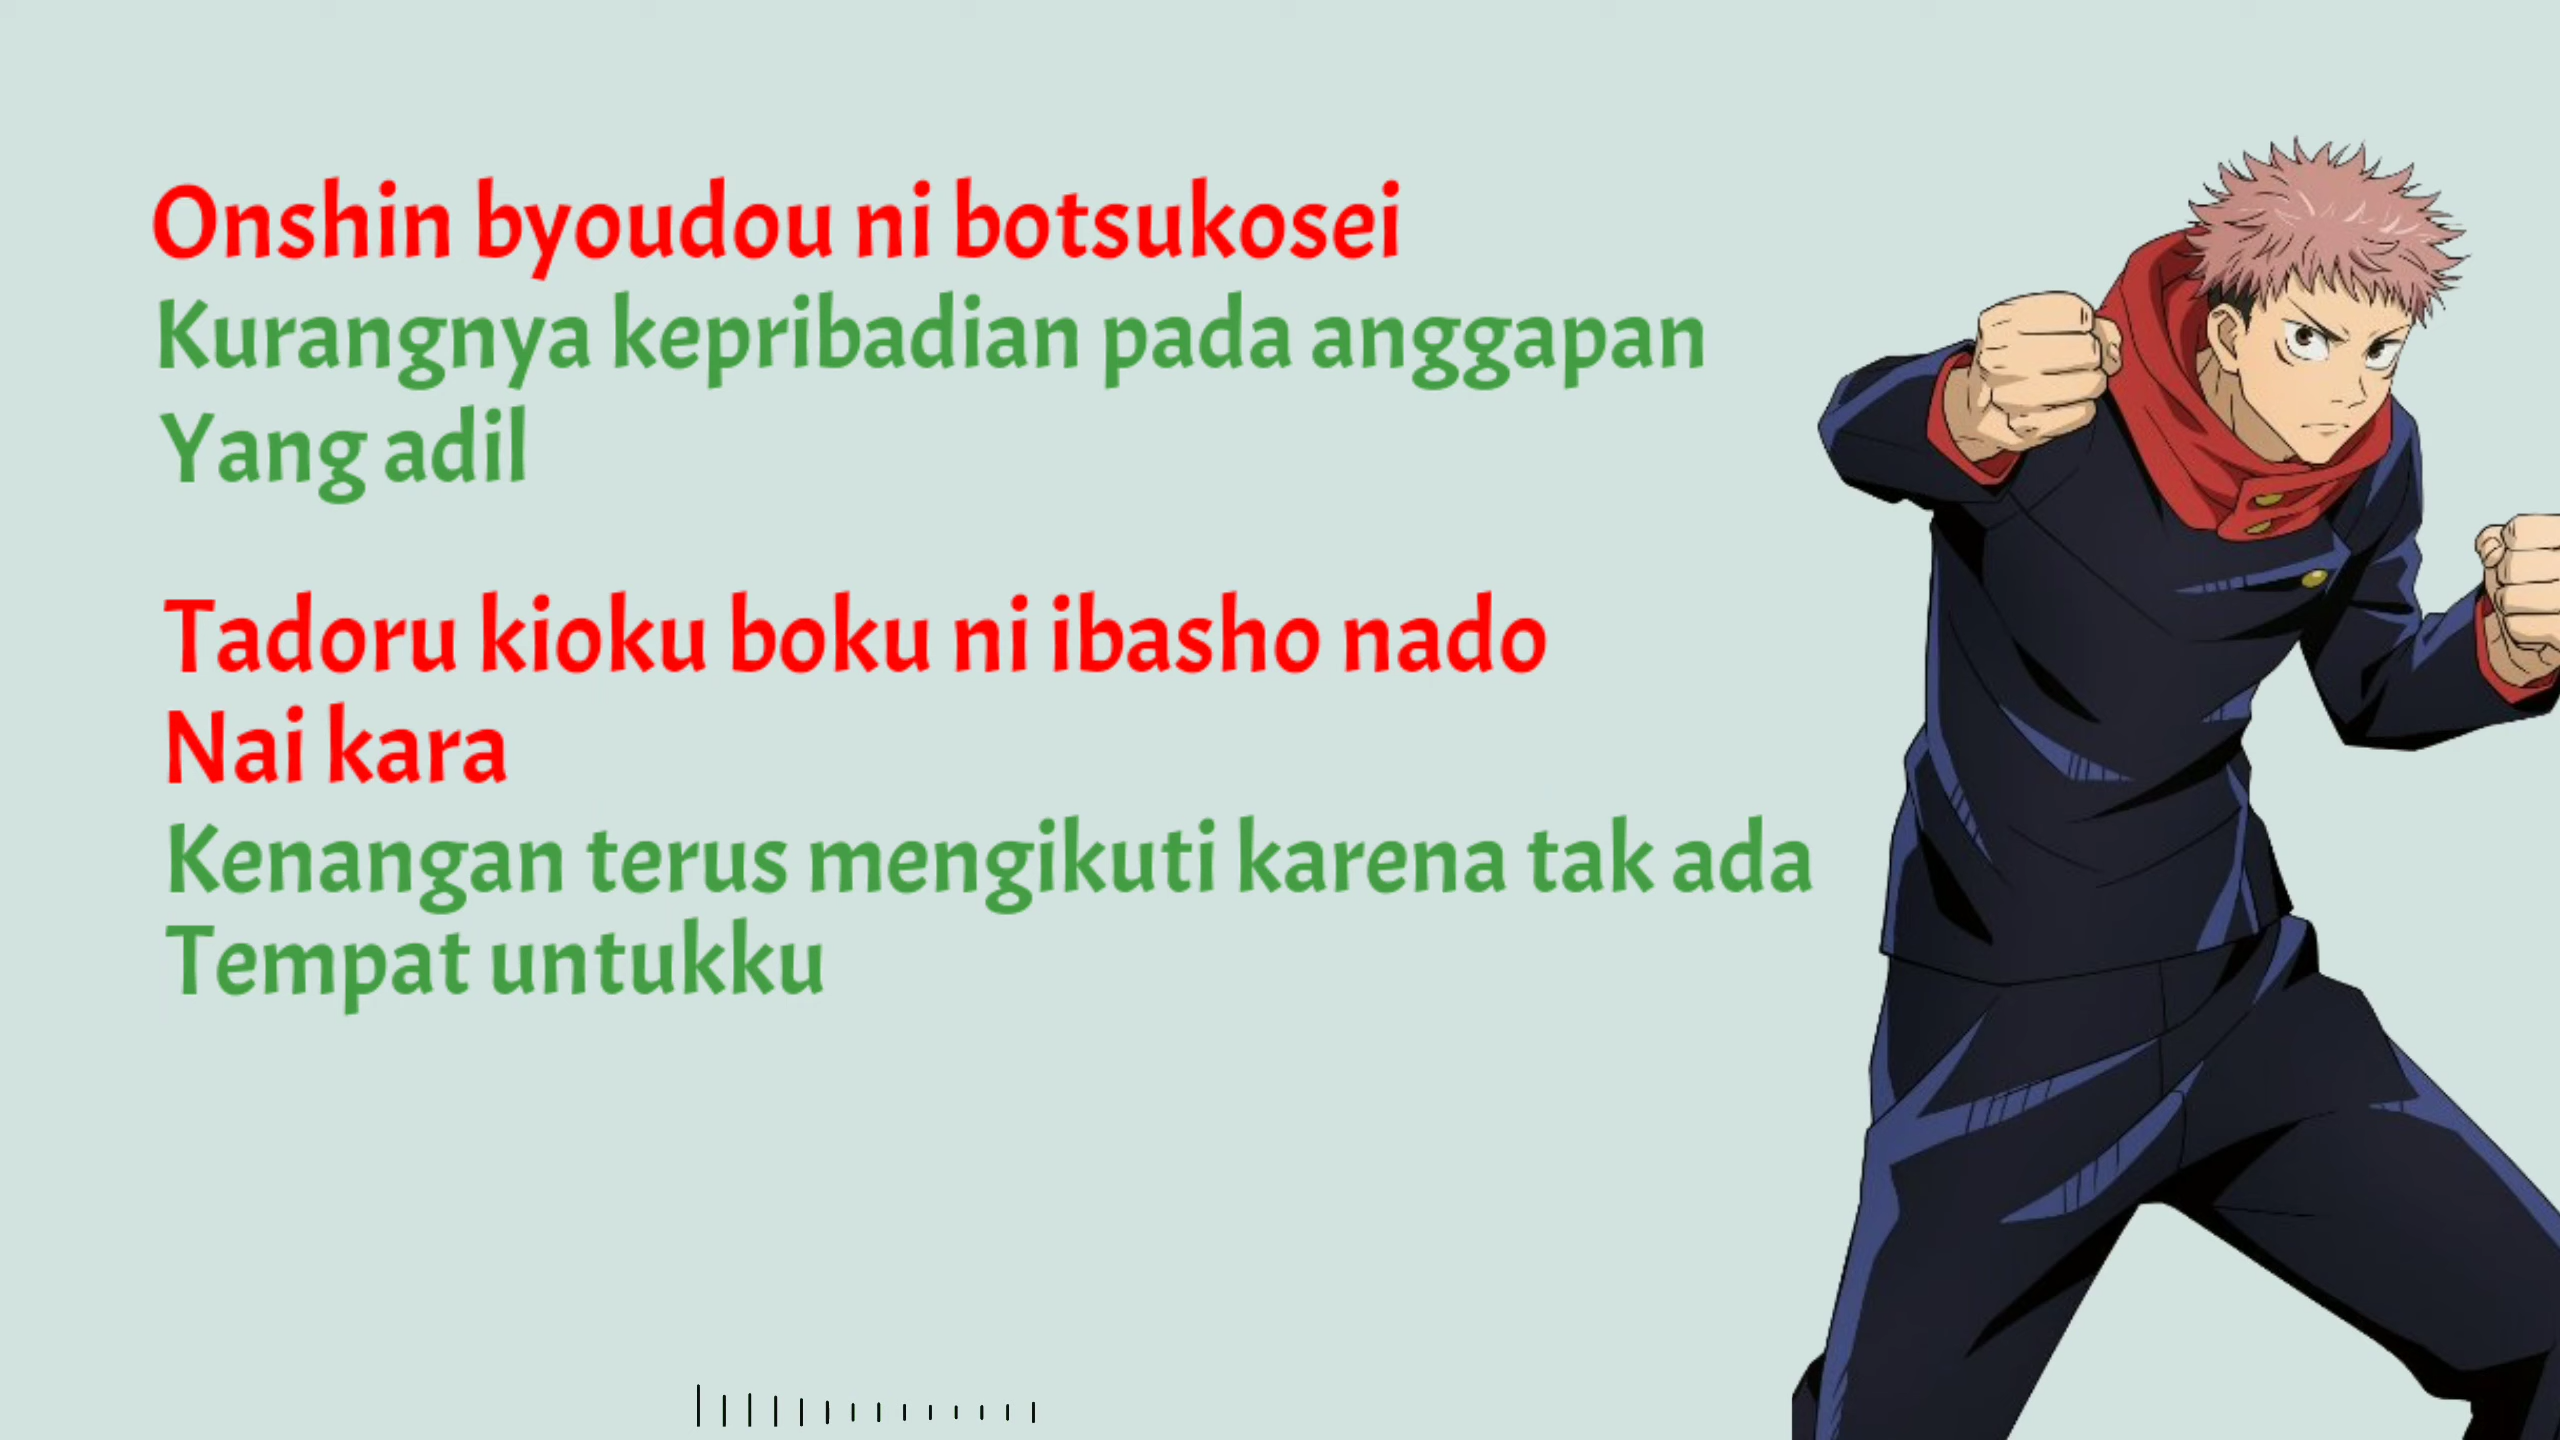 Onshin byoudou ni botsukosei
Kurangnya kepribadian pada anggapan
Yang adil
Tadoru kioku boku ni ibasho nado
Nai kara
Kenangan terus mengikuti karena tak ada
Tempat untukku